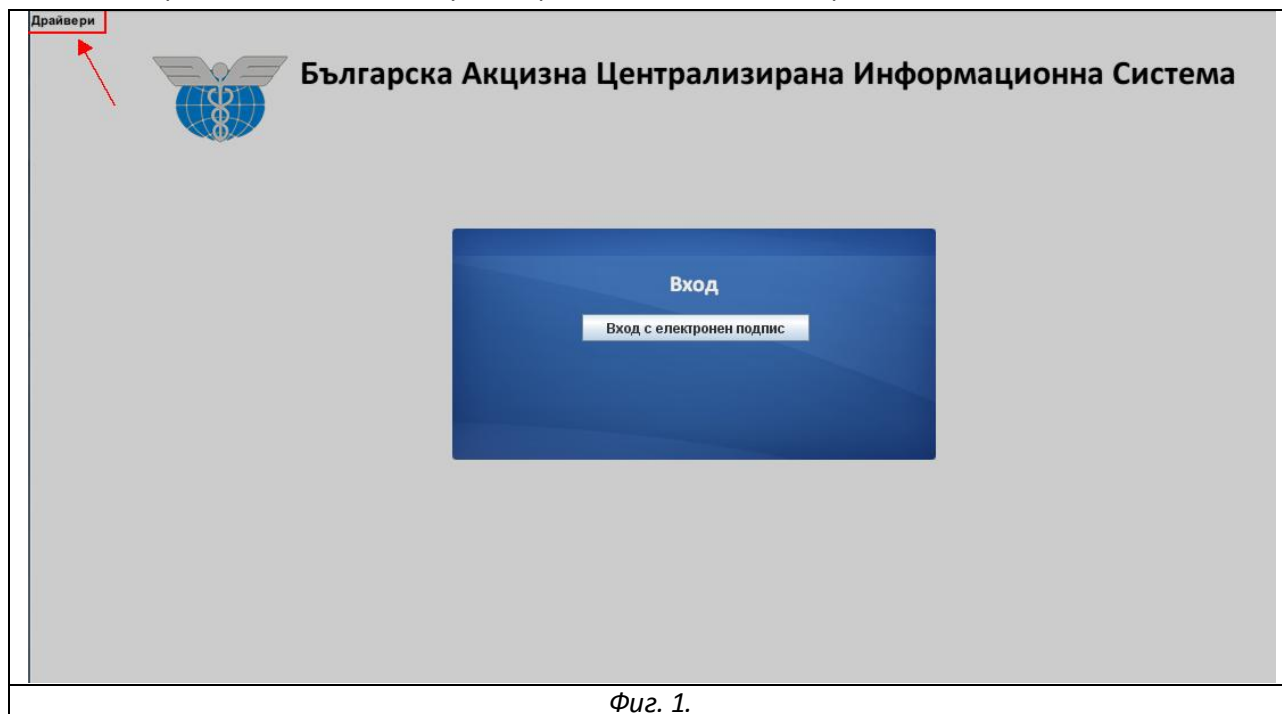 Драйвери
Българска Акцизна Централизирана Информационна Система
Вход
Вход с електронен подпис
Фиг. 1.